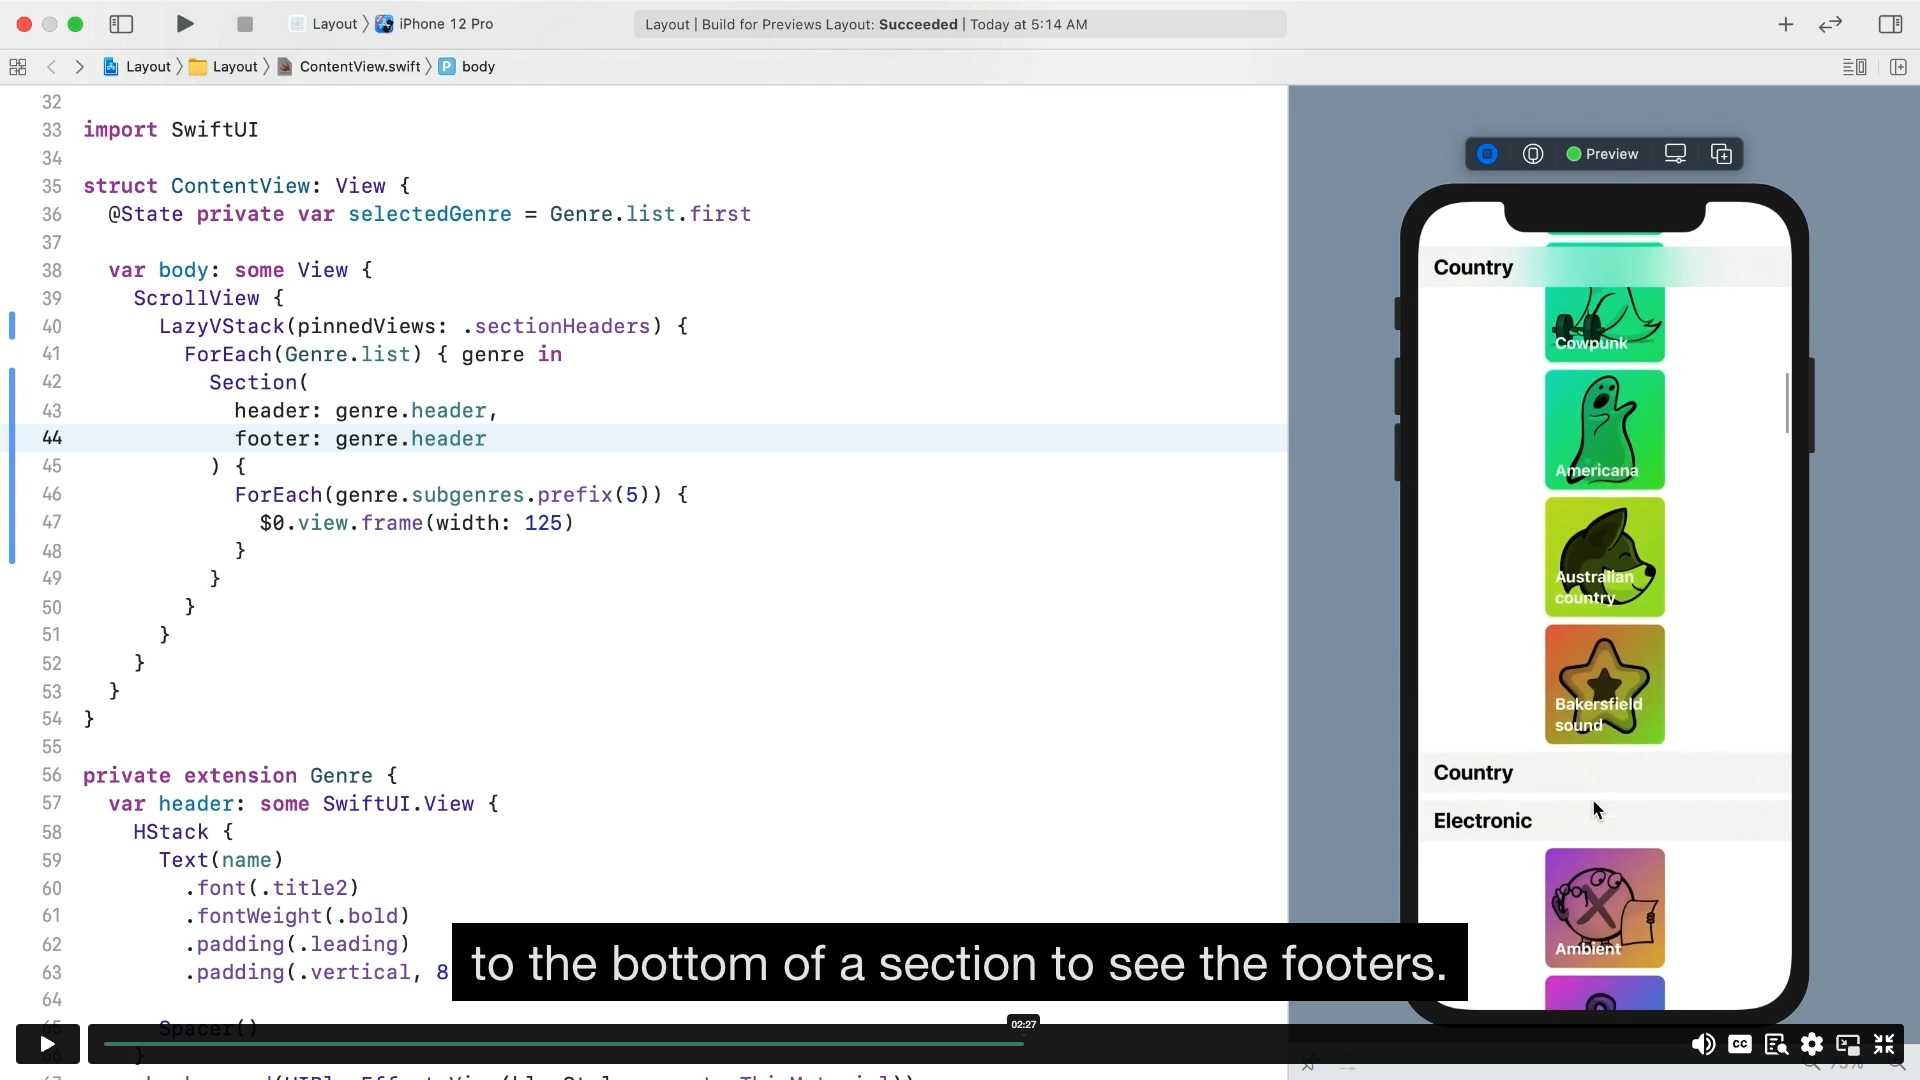 Layout
iPhone 12 Pro
Layout | Build for Previews Layout: Succeeded | Today at 5:14 AM
Layout
Layout
ContentView.swift
P body
32
33 import SwiftUI
34
35 struct ContentView: View {
36 @State private var selectedGenre = Genre.list.first
37
38 var body: some View {
39 ScrollView {
40 LazyVStack(pinnedViews: .sectionHeaders) {
41 ForEach(Genre.list) { genre in
42 Section(
43 header: genre.header,
44 footer: genre.header
45 ) {
46 ForEach(genre.subgenres.prefix(5)) {
47 $0.view.frame(width: 125)
48 }
49 }
50 }
51 }
52 }
53 }
54 }
55
56 private extension Genre {
57 var header: some SwiftUI.View {
58 HStack {
59 Text(name)
60 .font(.title2)
61 .fontWeight(.bold)
62 .padding(.leading)
63 .padding(.vertical, 8
64
65 Spacer()
66 }
Preview
Country
Cowpunk
Americana
Australian
country
Bakersfield
sound
Country
Electronic
Ambient
to the bottom of a section to see the footers.
02:27
CC
75%